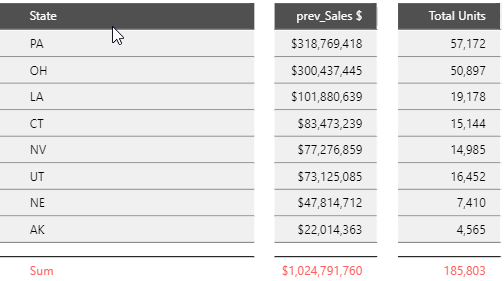 State prev_Sales $ Total Units
PA $318,769,418 57,172
OH $300,437,445 50,897
LA $101,880,639 19,178
CT $83,473,239 15,144
NV $77,276,859 14,985
UT $73,125,085 16,452
NE $47,814,712 7,410
AK $22,014,363 4,565
Sum $1,024,791,760 185,803